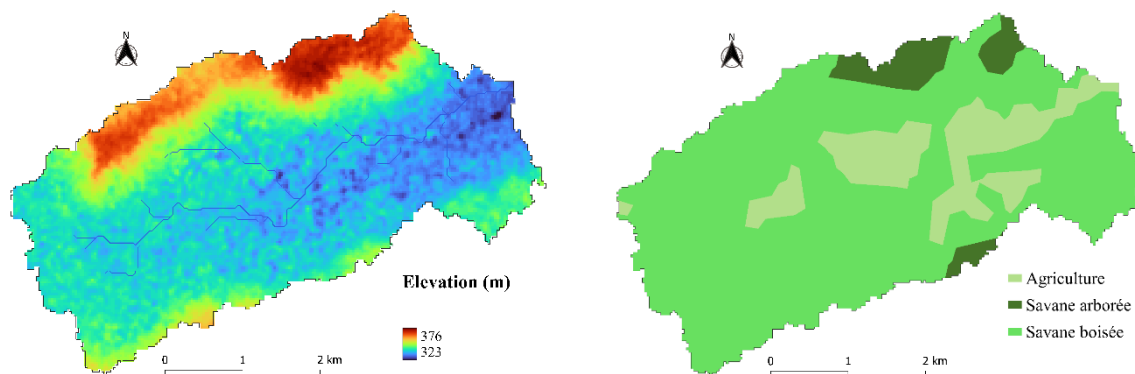 N
Elevation (m)
376
323
0 1 2 km
N
Agriculture
Savane arborée
Savane boisée
0 1 2 km